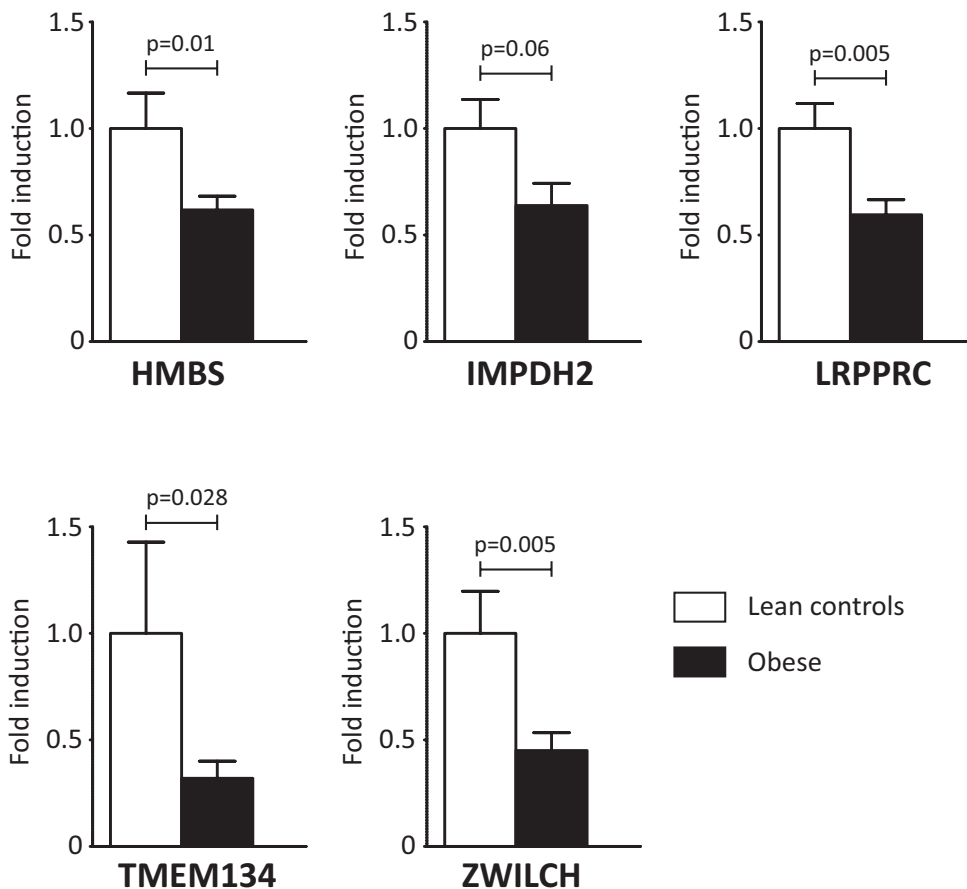 Fold induction
1.5
1.0
0.5
0
p=0.01
HMBS
Fold induction
1.5
1.0
0.5
0
p=0.06
IMPDH2
Fold induction
1.5
1.0
0.5
0
p=0.005
LRPPRC
Fold induction
1.5
1.0
0.5
0
p=0.028
TMEM134
Fold induction
1.5
1.0
0.5
0
p=0.005
ZWILCH
Lean controls
Obese